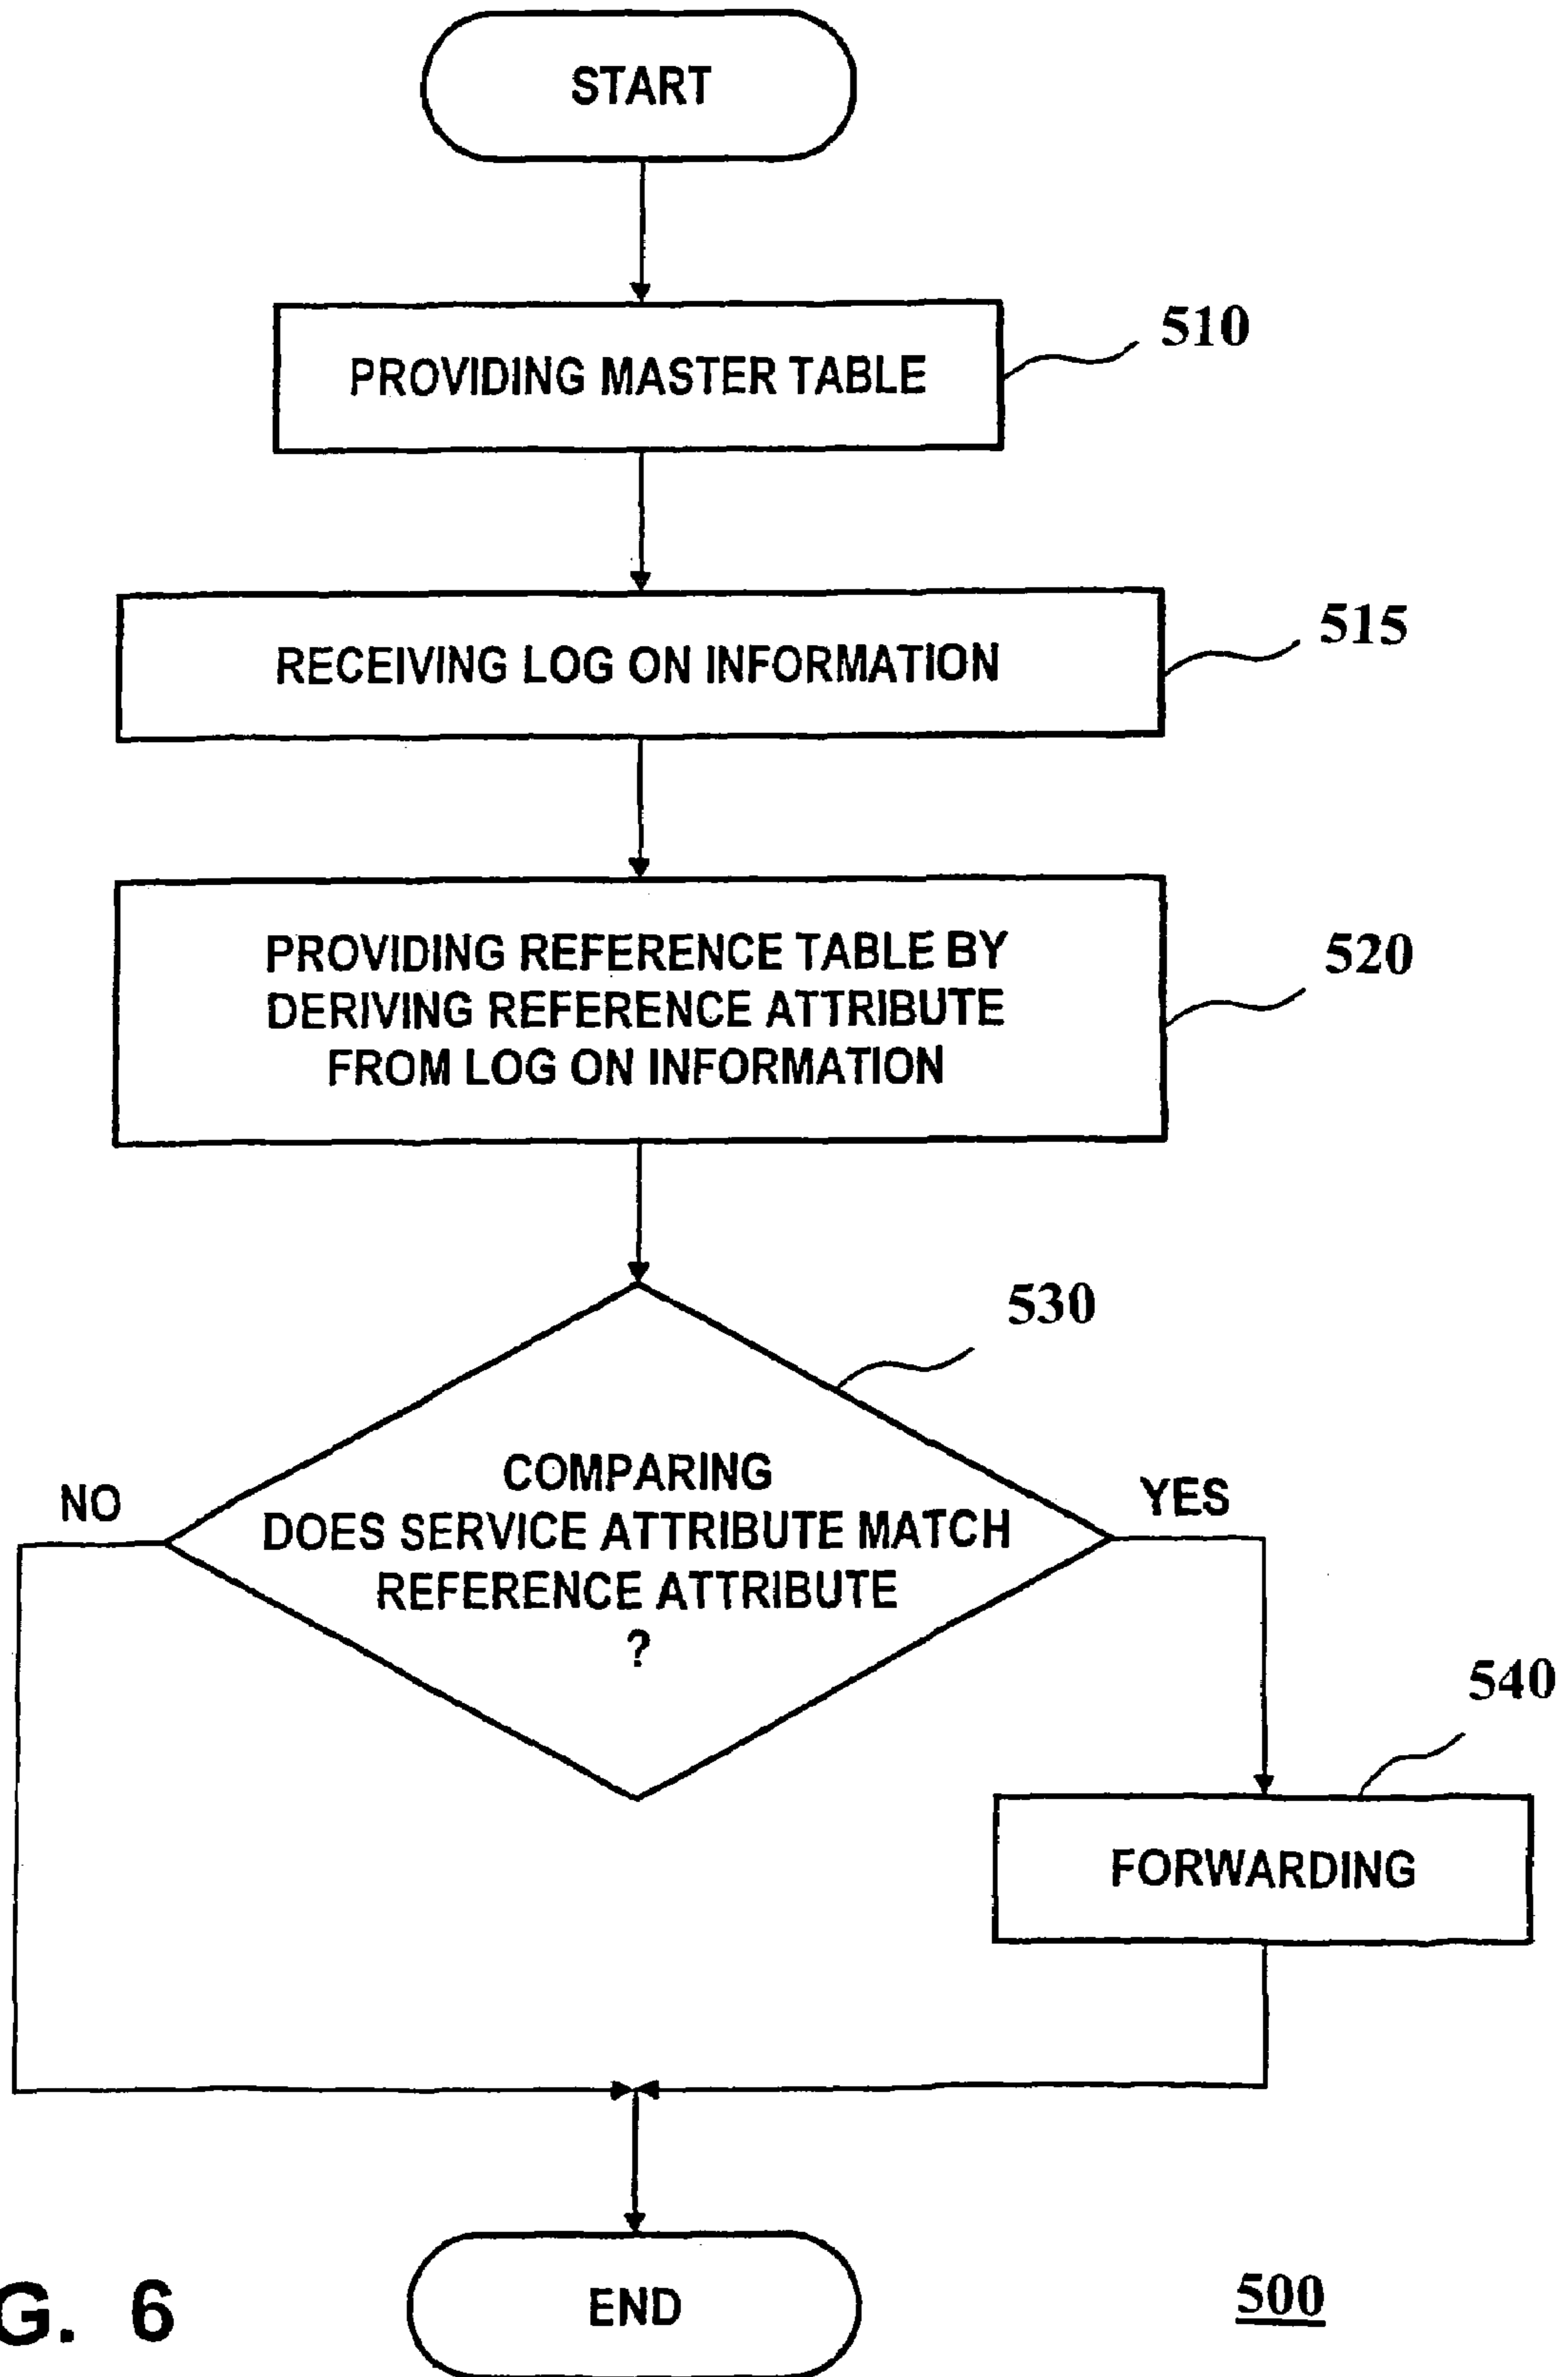 START
PROVIDING MASTER TABLE
510
RECEIVING LOG ON INFORMATION
515
PROVIDING REFERENCE TABLE BY
DERIVING REFERENCE ATTRIBUTE
FROM LOG ON INFORMATION
520
530
COMPARING
DOES SERVICE ATTRIBUTE MATCH
REFERENCE ATTRIBUTE
?
NO
YES
540
FORWARDING
END
G. 6
500